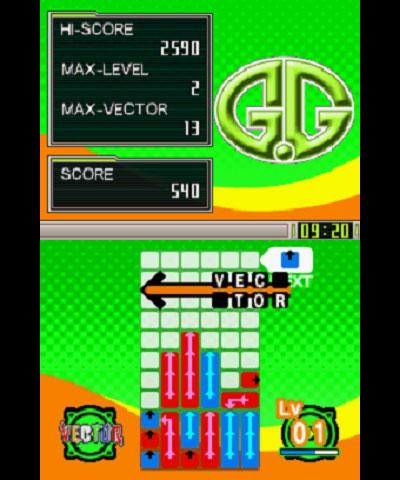 HI-SCORE
2590
MAX-LEVEL
2
MAX-VECTOR
13
G.G
SCORE
540
09:20
VEC
TOR
EXT
VECTOR
Lv
01